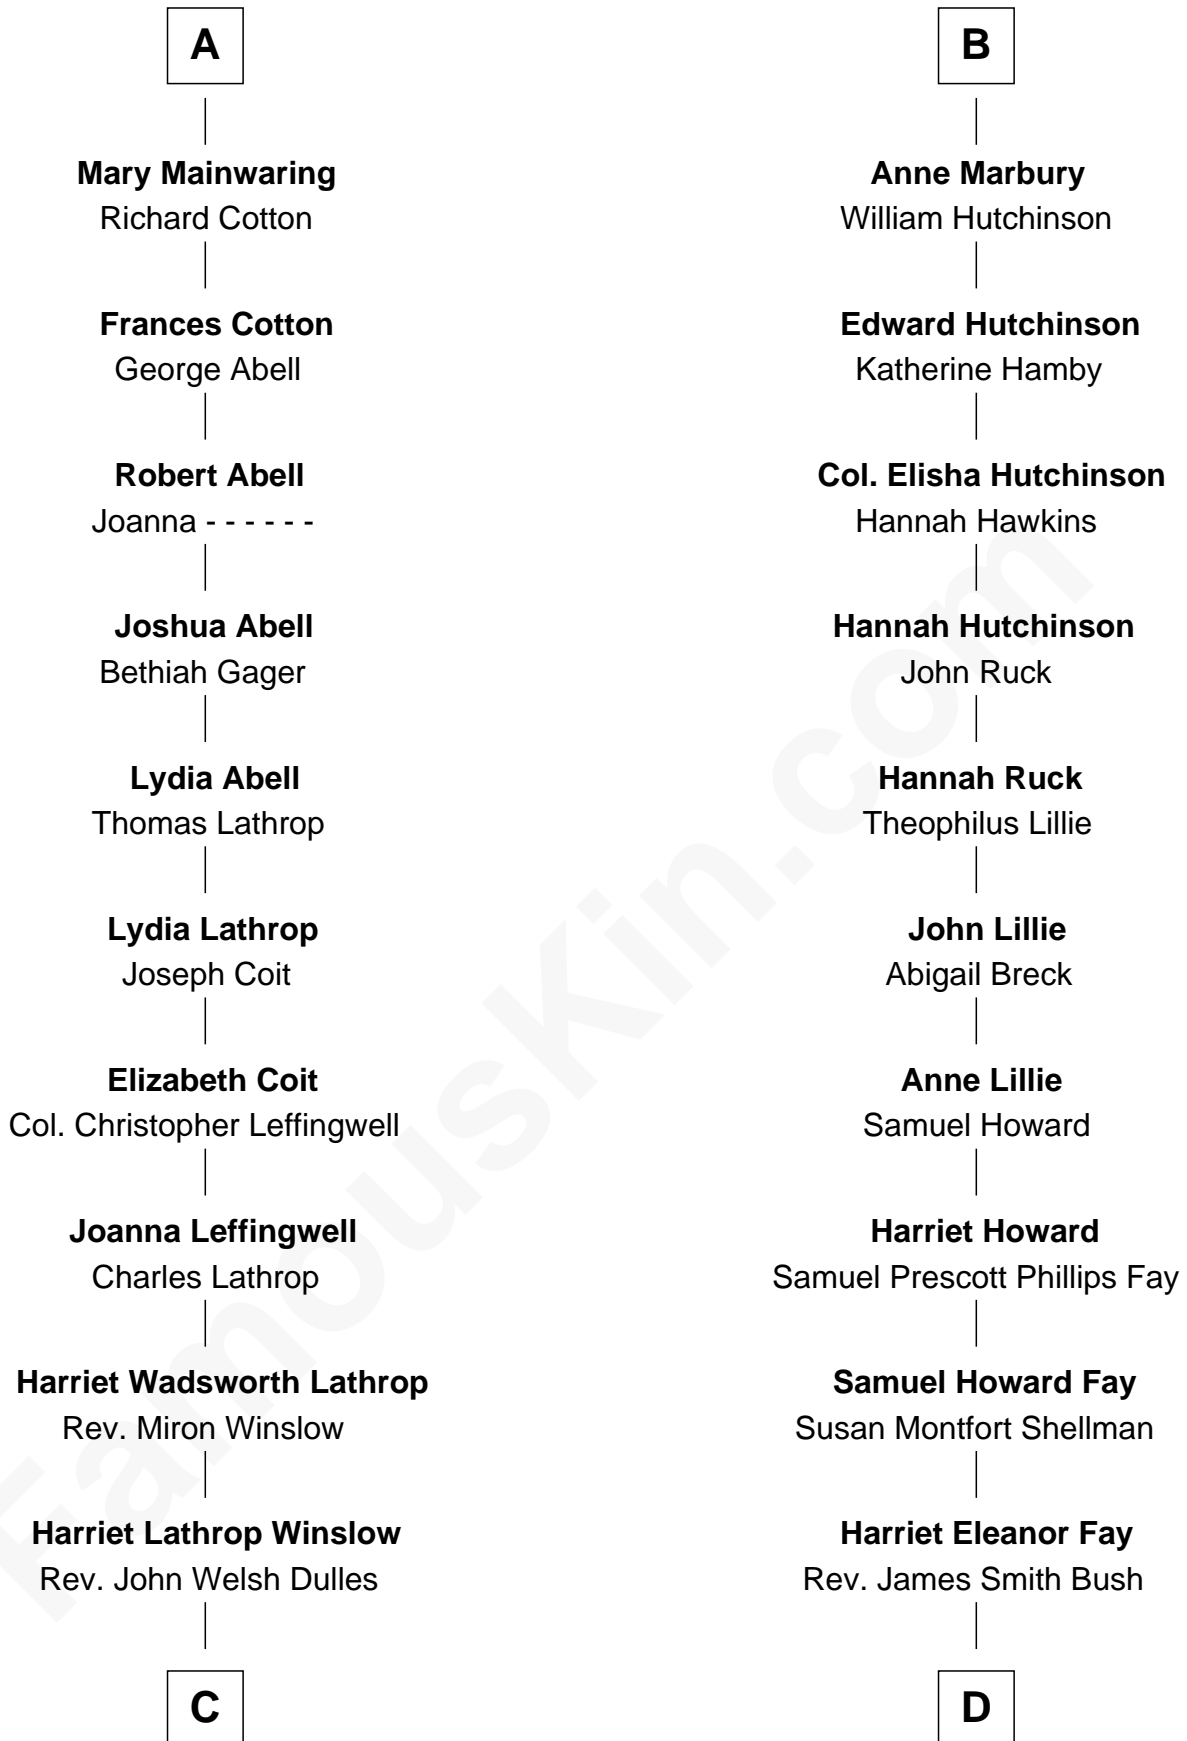 A
Mary Mainwaring
Richard Cotton
Frances Cotton
George Abell
Robert Abell
Joanna - - - - - -
Joshua Abell
Bethiah Gager
Lydia Abell
Thomas Lathrop
Lydia Lathrop
Joseph Coit
Elizabeth Coit
Col. Christopher Leffingwell
Joanna Leffingwell
Charles Lathrop
Harriet Wadsworth Lathrop
Rev. Miron Winslow
Harriet Lathrop Winslow
Rev. John Welsh Dulles
C
B
Anne Marbury
William Hutchinson
Edward Hutchinson
Katherine Hamby
Col. Elisha Hutchinson
Hannah Hawkins
Hannah Hutchinson
John Ruck
Hannah Ruck
Theophilus Lillie
John Lillie
Abigail Breck
Anne Lillie
Samuel Howard
Harriet Howard
Samuel Prescott Phillips Fay
Samuel Howard Fay
Susan Montfort Shellman
Harriet Eleanor Fay
Rev. James Smith Bush
D
FamousKin.com